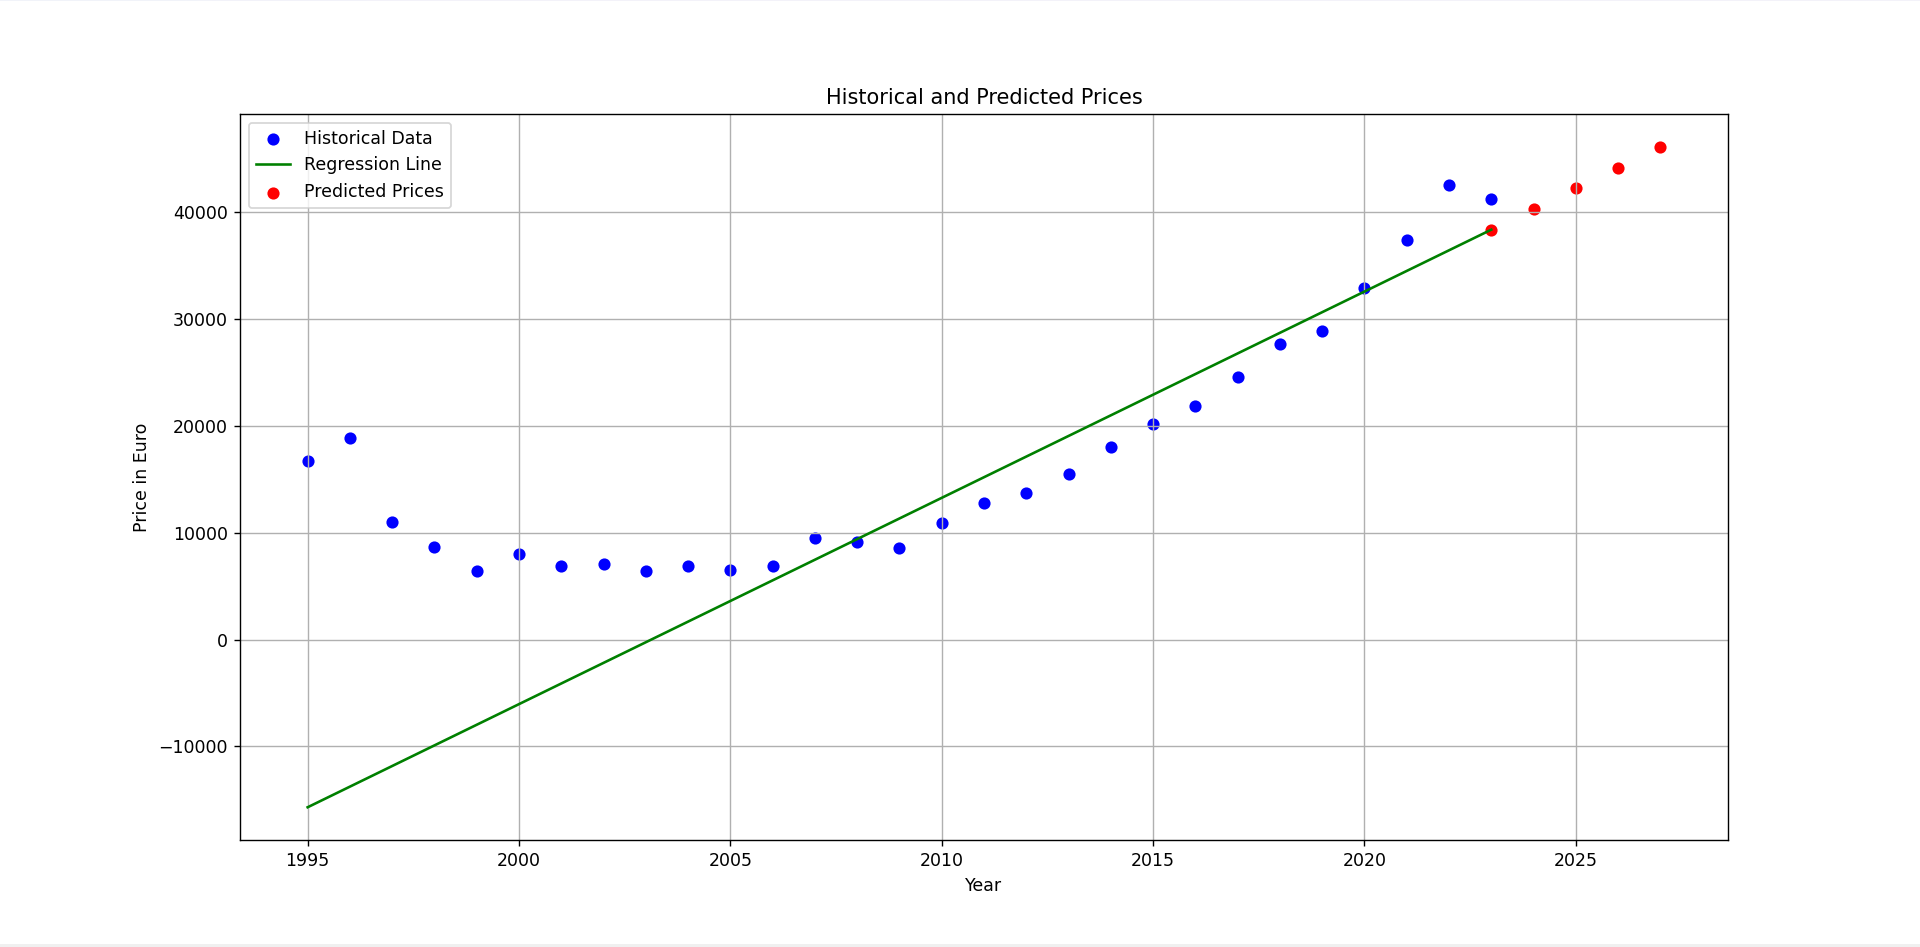 Historical and Predicted Prices
Historical Data
Regression Line
Predicted Prices
40000
30000
20000
10000
0
−10000
Price in Euro
1995 2000 2005 2010 2015 2020 2025
Year